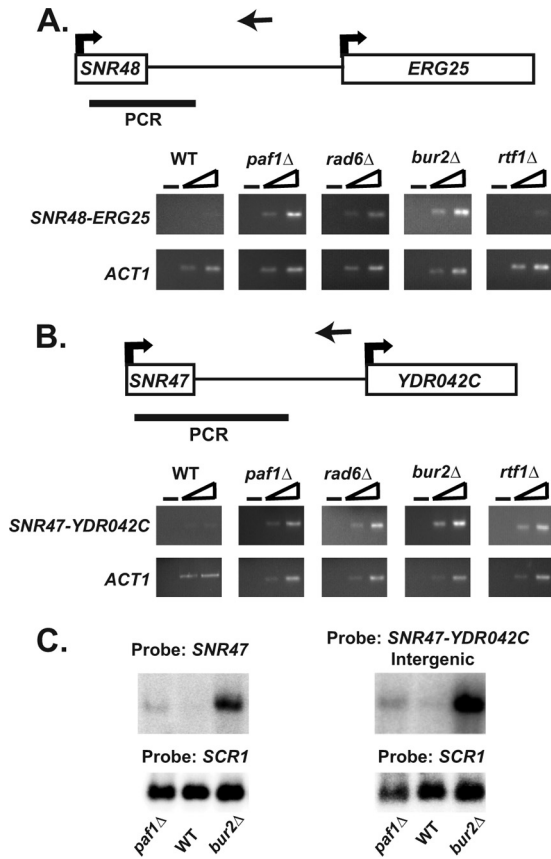 A.
SNR48
ERG25
PCR
WT paf1Δ rad6Δ bur2Δ rtf1Δ
SNR48-ERG25
ACT1
B.
SNR47
YDR042C
PCR
WT paf1Δ rad6Δ bur2Δ rtf1Δ
SNR47-YDR042C
ACT1
C.
Probe: SNR47
Probe: SCR1
paf1Δ WT bur2Δ
Probe: SNR47-YDR042C
Intergenic
Probe: SCR1
paf1Δ WT bur2Δ